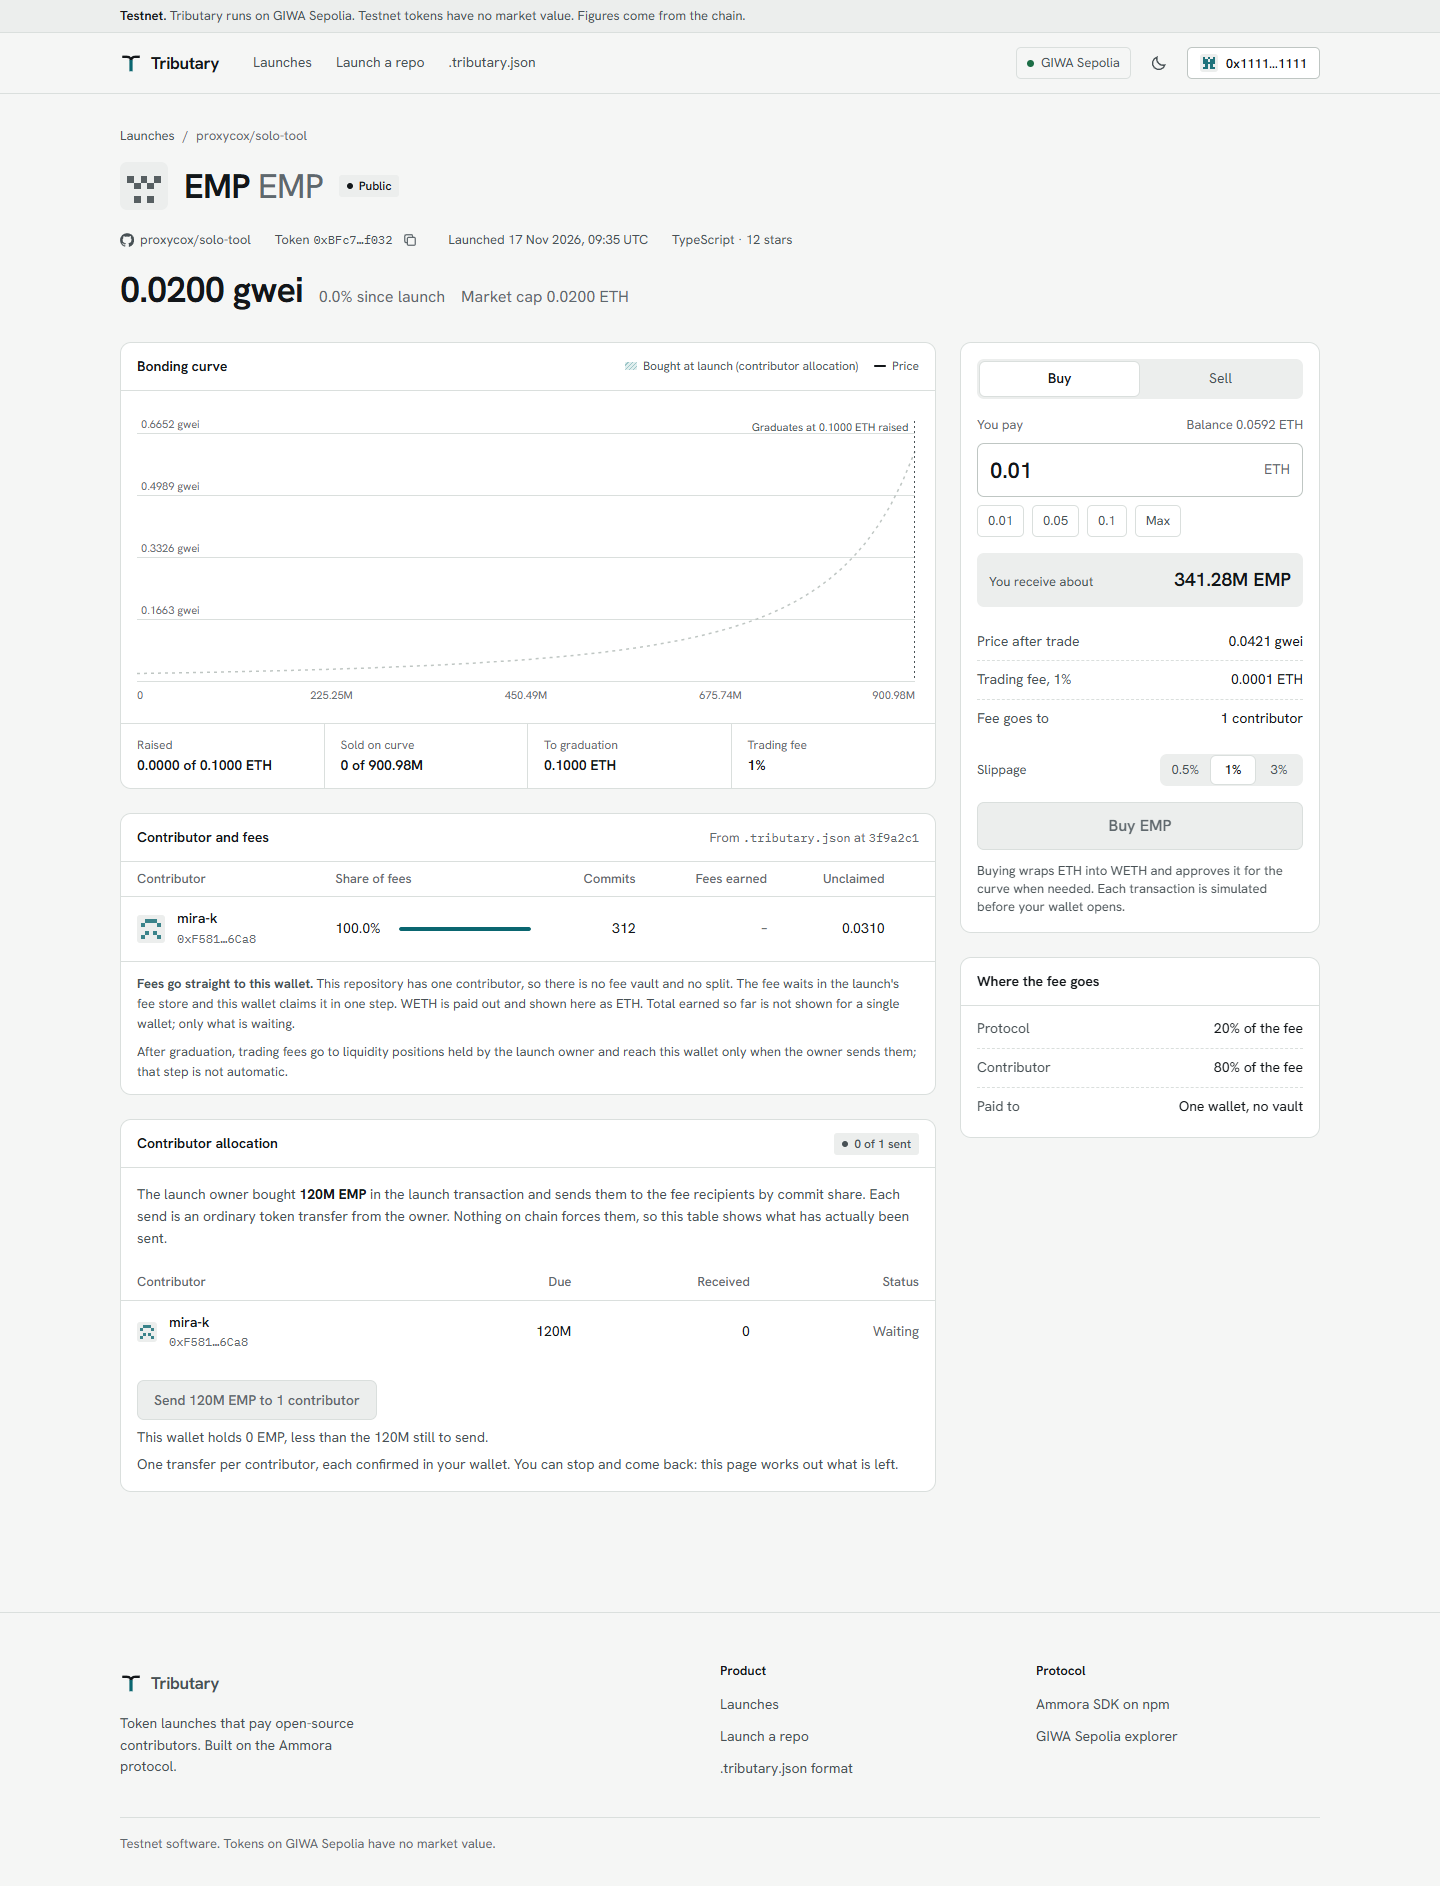 Testnet. Tributary runs on GIWA Sepolia. Testnet tokens have no market value. Figures come from the chain.
Tributary
Launches
Launch a repo
.tributary.json
GIWA Sepolia
0x1111…1111
Launches / proxycox/solo-tool
EMP EMP
Public
proxycox/solo-tool
Token 0xBFc7…f032
Launched 17 Nov 2026, 09:35 UTC
TypeScript · 12 stars
0.0200 gwei
0.0% since launch
Market cap 0.0200 ETH
Bonding curve
Bought at launch (contributor allocation)
Price
0.6652 gwei
Graduates at 0.1000 ETH raised
0.4989 gwei
0.3326 gwei
0.1663 gwei
0
225.25M
450.49M
675.74M
900.98M
Raised
0.0000 of 0.1000 ETH
Sold on curve
0 of 900.98M
To graduation
0.1000 ETH
Trading fee
1%
Buy
Sell
You pay
Balance 0.0592 ETH
0.01
ETH
0.01
0.05
0.1
Max
You receive about
341.28M EMP
Price after trade
0.0421 gwei
Trading fee, 1%
0.0001 ETH
Fee goes to
1 contributor
Slippage
0.5%
1%
3%
Buy EMP
Buying wraps ETH into WETH and approves it for the
curve when needed. Each transaction is simulated
before your wallet opens.
Contributor and fees
From .tributary.json at 3f9a2c1
Contributor
Share of fees
Commits
Fees earned
Unclaimed
mira-k
0xF581…6Ca8
100.0%
312
–
0.0310
Fees go straight to this wallet. This repository has one contributor, so there is no fee vault and no split. The fee waits in the launch's
fee store and this wallet claims it in one step. WETH is paid out and shown here as ETH. Total earned so far is not shown for a single
wallet; only what is waiting.
After graduation, trading fees go to liquidity positions held by the launch owner and reach this wallet only when the owner sends them;
that step is not automatic.
Where the fee goes
Protocol
20% of the fee
Contributor
80% of the fee
Paid to
One wallet, no vault
Contributor allocation
0 of 1 sent
The launch owner bought 120M EMP in the launch transaction and sends them to the fee recipients by commit share. Each
send is an ordinary token transfer from the owner. Nothing on chain forces them, so this table shows what has actually been
sent.
Contributor
Due
Received
Status
mira-k
0xF581…6Ca8
120M
0
Waiting
Send 120M EMP to 1 contributor
This wallet holds 0 EMP, less than the 120M still to send.
One transfer per contributor, each confirmed in your wallet. You can stop and come back: this page works out what is left.
Tributary
Token launches that pay open-source
contributors. Built on the Ammora
protocol.
Product
Launches
Launch a repo
.tributary.json format
Protocol
Ammora SDK on npm
GIWA Sepolia explorer
Testnet software. Tokens on GIWA Sepolia have no market value.